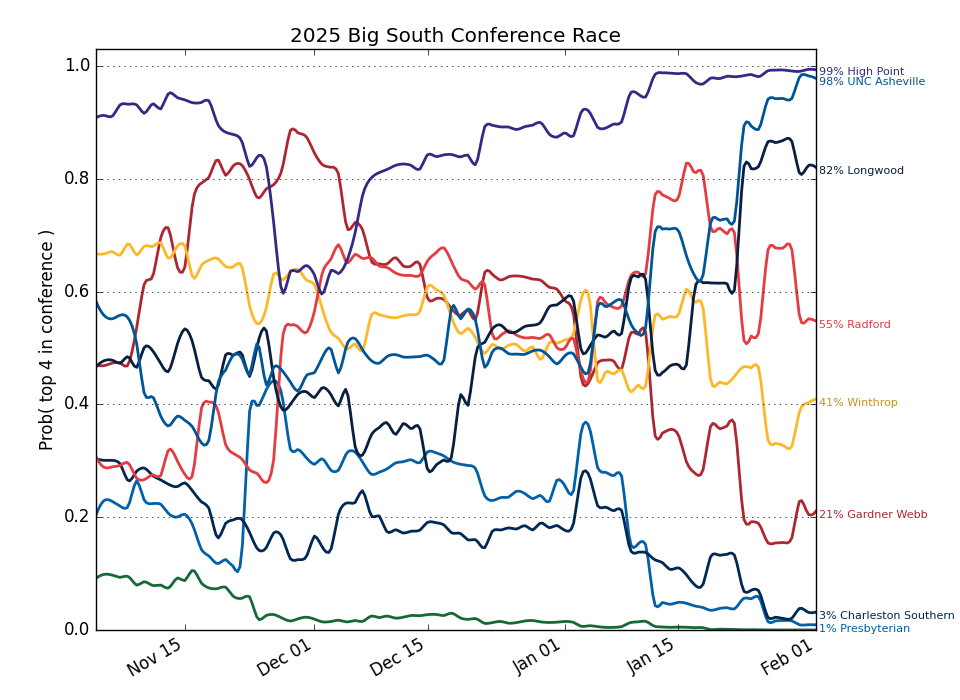 2025 Big South Conference Race
Prob( top 4 in conference )
1.0
0.8
0.6
0.4
0.2
0.0
99% High Point
98% UNC Asheville
82% Longwood
55% Radford
41% Winthrop
21% Gardner Webb
3% Charleston Southern
1% Presbyterian
Nov 15
Dec 01
Dec 15
Jan 01
Jan 15
Feb 01